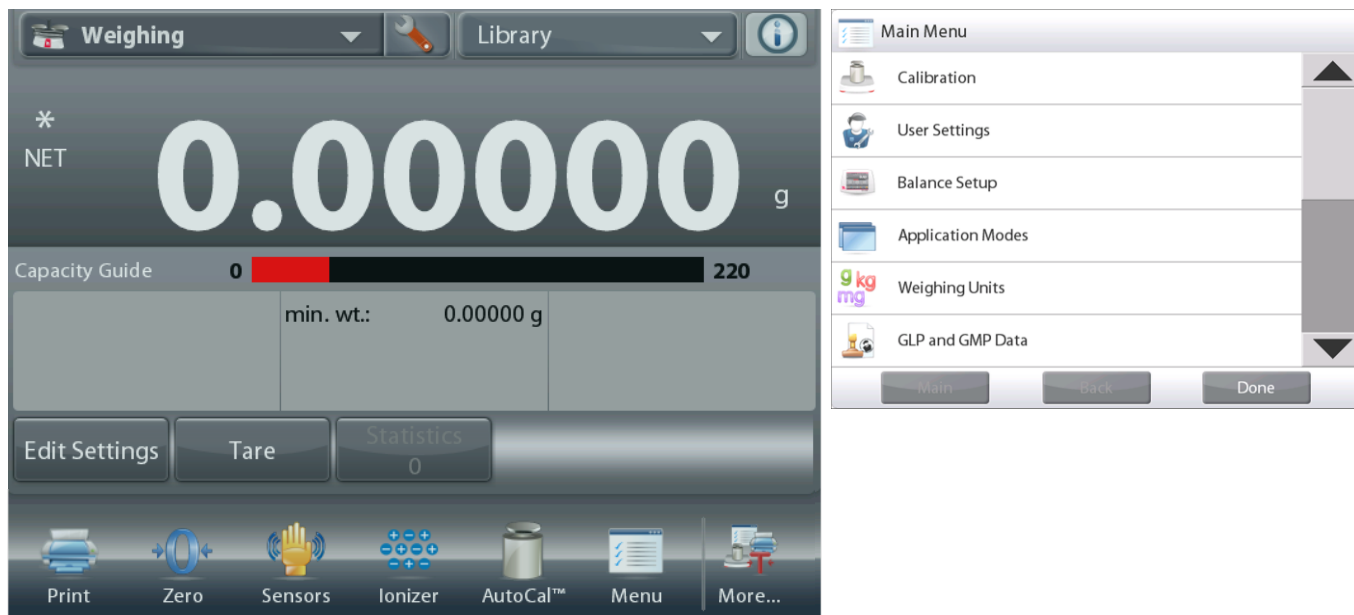 Weighing
Library
*
NET
0.00000 g
Capacity Guide 0 220
min. wt.: 0.00000 g
Edit Settings
Tare
Statistics
0
Print
Zero
Sensors
Ionizer
AutoCal™
Menu
More...
Main Menu
Calibration
User Settings
Balance Setup
Application Modes
g kg
mg
Weighing Units
GLP and GMP Data
Main
Back
Done